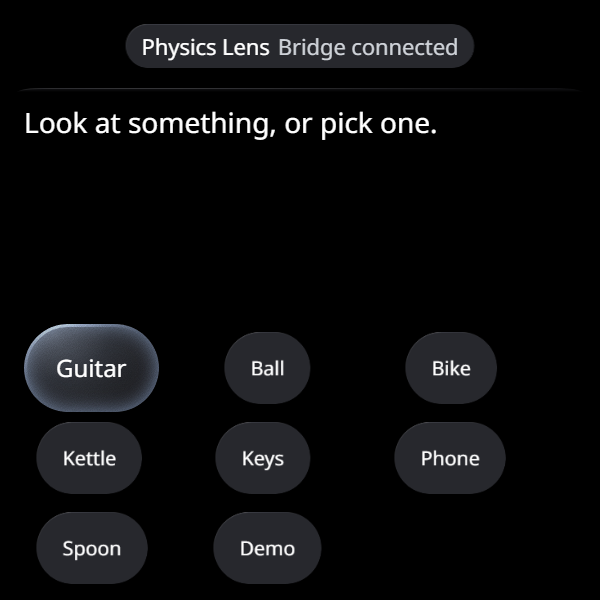 Physics Lens Bridge connected
Look at something, or pick one.
Guitar Ball Bike
Kettle Keys Phone
Spoon Demo